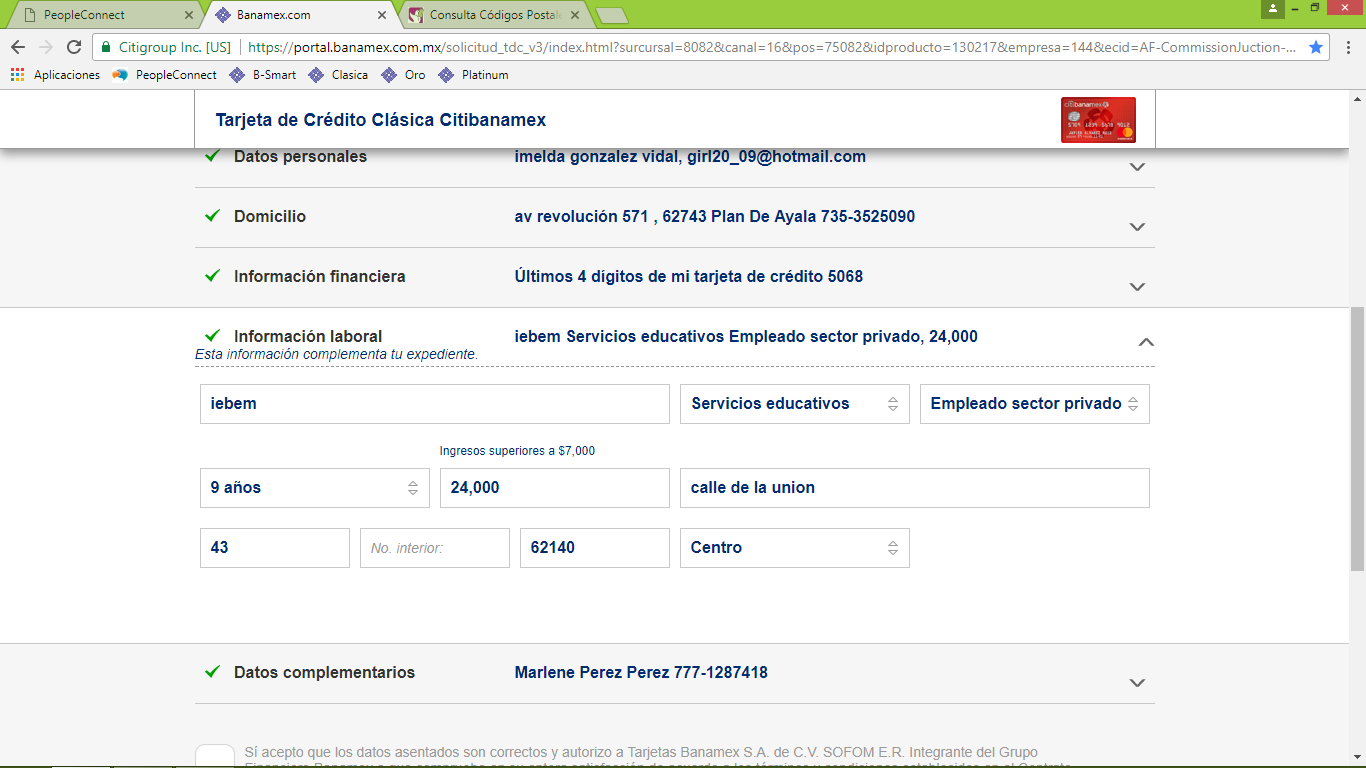 PeopleConnect
Banamex.com
Consulta Códigos Postale
Citigroup Inc. [US] https://portal.banamex.com.mx/solicitud_tdc_v3/index.html?surcursal=8082&canal=16&pos=75082&idproducto=130217&empresa=144&ecid=AF-CommissionJuction-...
Aplicaciones PeopleConnect B-Smart Clasica Oro Platinum
Tarjeta de Crédito Clásica Citibanamex
citibanamex
Datos personales imelda gonzalez vidal, girl20_09@hotmail.com
Domicilio av revolución 571 , 62743 Plan De Ayala 735-3525090
Información financiera Últimos 4 dígitos de mi tarjeta de crédito 5068
Información laboral iebem Servicios educativos Empleado sector privado, 24,000
Esta información complementa tu expediente.
iebem Servicios educativos Empleado sector privado
Ingresos superiores a $7,000
9 años 24,000 calle de la union
43 No. interior: 62140 Centro
Datos complementarios Marlene Perez Perez 777-1287418
Sí acepto que los datos asentados son correctos y autorizo a Tarjetas Banamex S.A. de C.V. SOFOM E.R. Integrante del Grupo